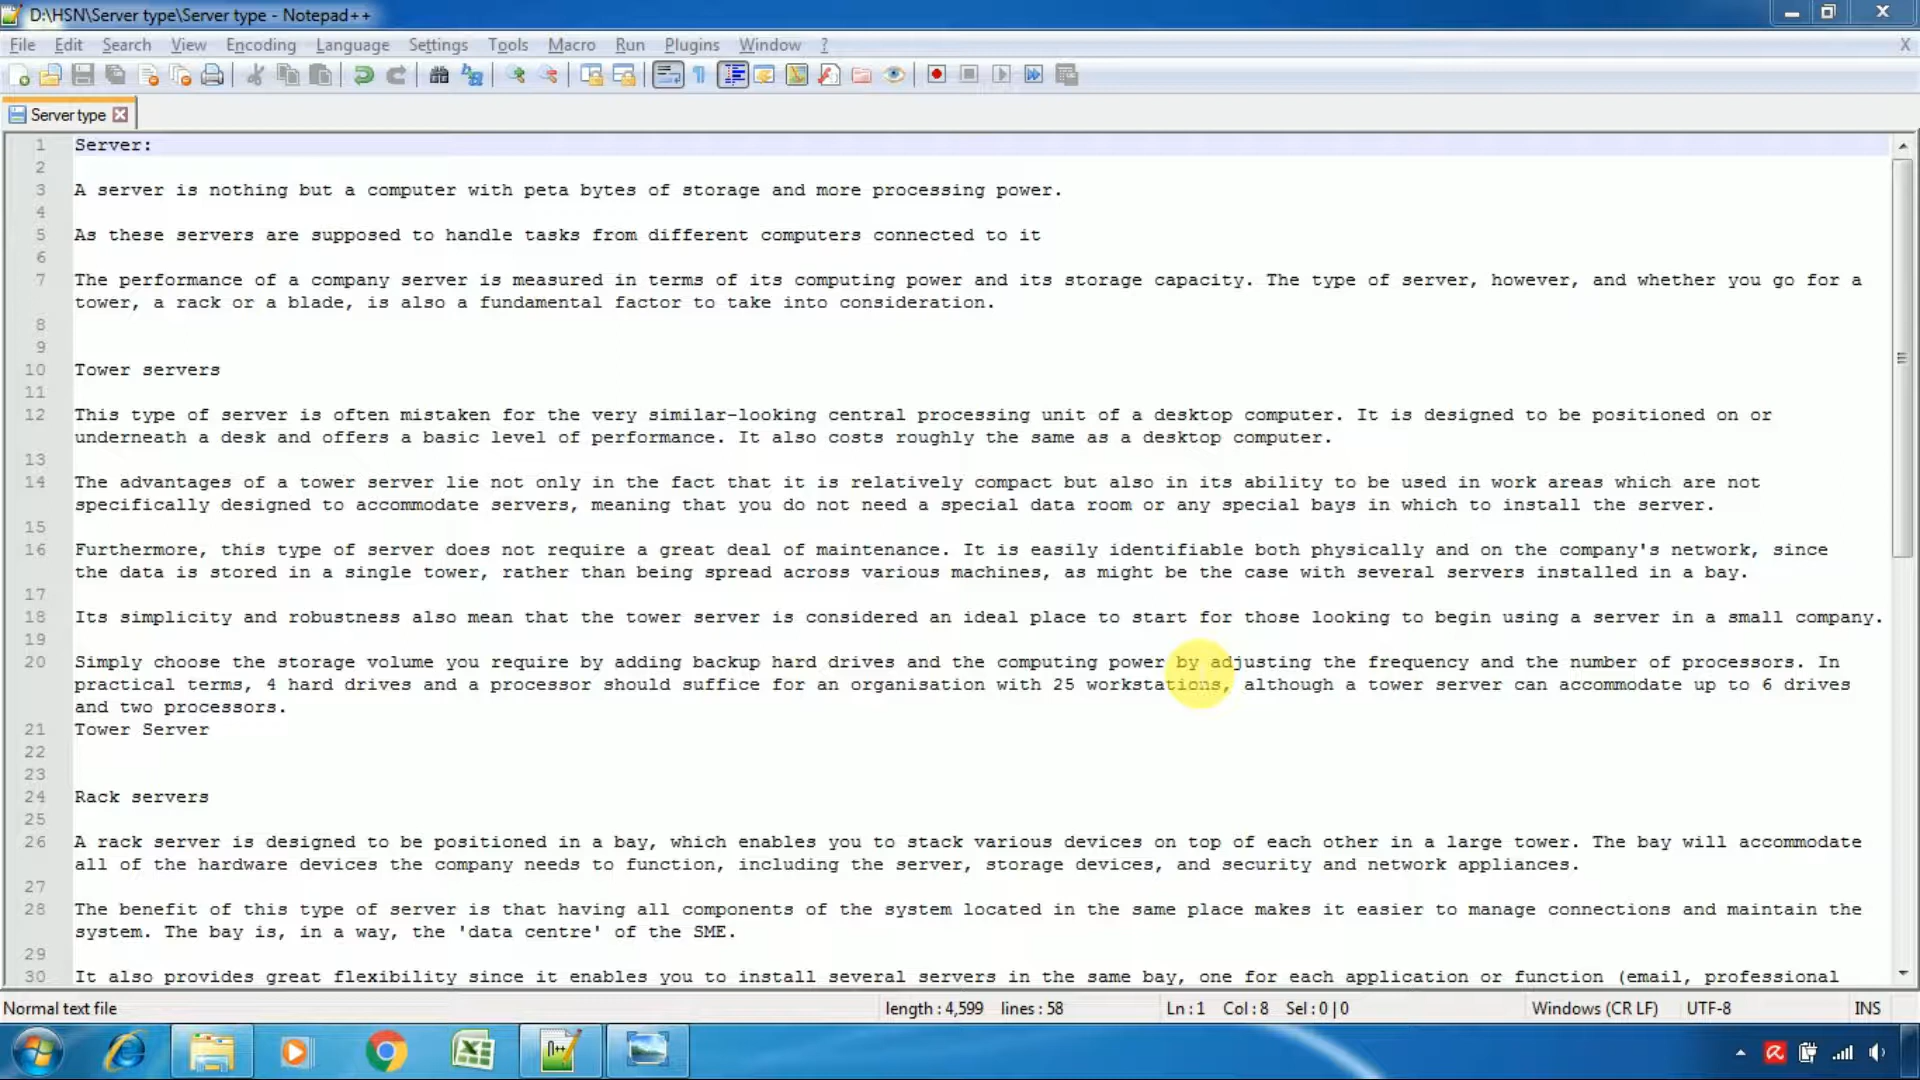 D:\HSN\Server type\Server type - Notepad++
File Edit Search View Encoding Language Settings Tools Macro Run Plugins Window ? X
Server type
1 Server:
2
3 A server is nothing but a computer with peta bytes of storage and more processing power.
4
5 As these servers are supposed to handle tasks from different computers connected to it
6
7 The performance of a company server is measured in terms of its computing power and its storage capacity. The type of server, however, and whether you go for a
tower, a rack or a blade, is also a fundamental factor to take into consideration.
8
9
10 Tower servers
11
12 This type of server is often mistaken for the very similar-looking central processing unit of a desktop computer. It is designed to be positioned on or
underneath a desk and offers a basic level of performance. It also costs roughly the same as a desktop computer.
13
14 The advantages of a tower server lie not only in the fact that it is relatively compact but also in its ability to be used in work areas which are not
specifically designed to accommodate servers, meaning that you do not need a special data room or any special bays in which to install the server.
15
16 Furthermore, this type of server does not require a great deal of maintenance. It is easily identifiable both physically and on the company's network, since
the data is stored in a single tower, rather than being spread across various machines, as might be the case with several servers installed in a bay.
17
18 Its simplicity and robustness also mean that the tower server is considered an ideal place to start for those looking to begin using a server in a small company.
19
20 Simply choose the storage volume you require by adding backup hard drives and the computing power by adjusting the frequency and the number of processors. In
practical terms, 4 hard drives and a processor should suffice for an organisation with 25 workstations, although a tower server can accommodate up to 6 drives
and two processors.
21 Tower Server
22
23
24 Rack servers
25
26 A rack server is designed to be positioned in a bay, which enables you to stack various devices on top of each other in a large tower. The bay will accommodate
all of the hardware devices the company needs to function, including the server, storage devices, and security and network appliances.
27
28 The benefit of this type of server is that having all components of the system located in the same place makes it easier to manage connections and maintain the
system. The bay is, in a way, the 'data centre' of the SME.
29
30 It also provides great flexibility since it enables you to install several servers in the same bay, one for each application or function (email, professional
Normal text file length : 4,599 lines : 58 Ln : 1 Col : 8 Sel : 0 | 0 Windows (CR LF) UTF-8 INS